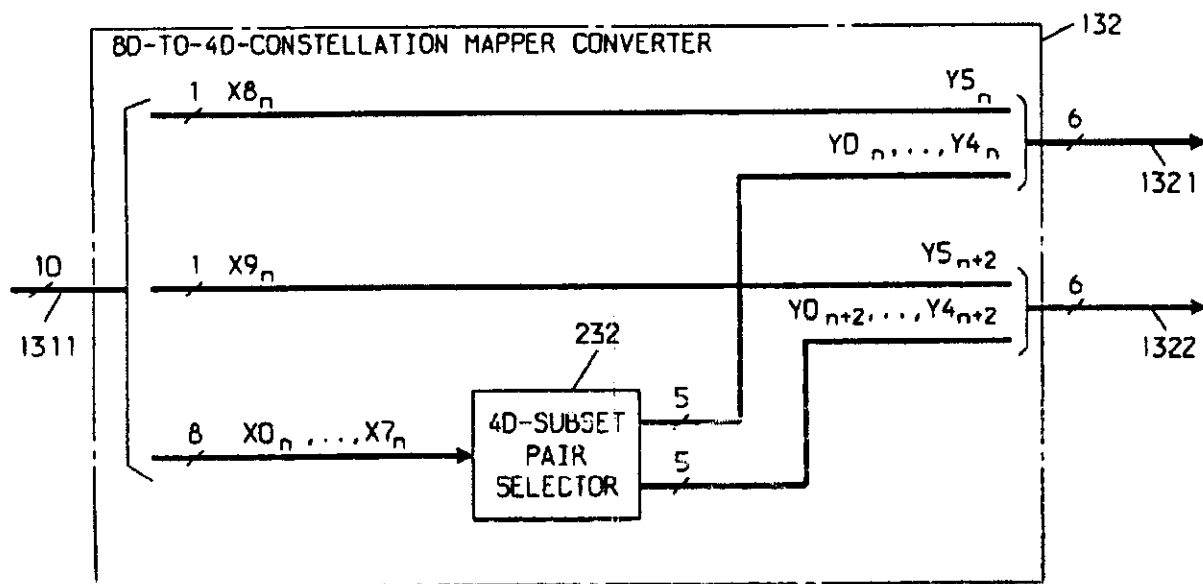 8D-TO-4D-CONSTELLATION MAPPER CONVERTER
132
1 X8n
Y5n
6
Y0n,...,Y4n
1321
10
1311
1 X9n
Y5n+2
6
Y0n+2,...,Y4n+2
1322
232
8 X0n,...,X7n
4D-SUBSET
PAIR
SELECTOR
5
5